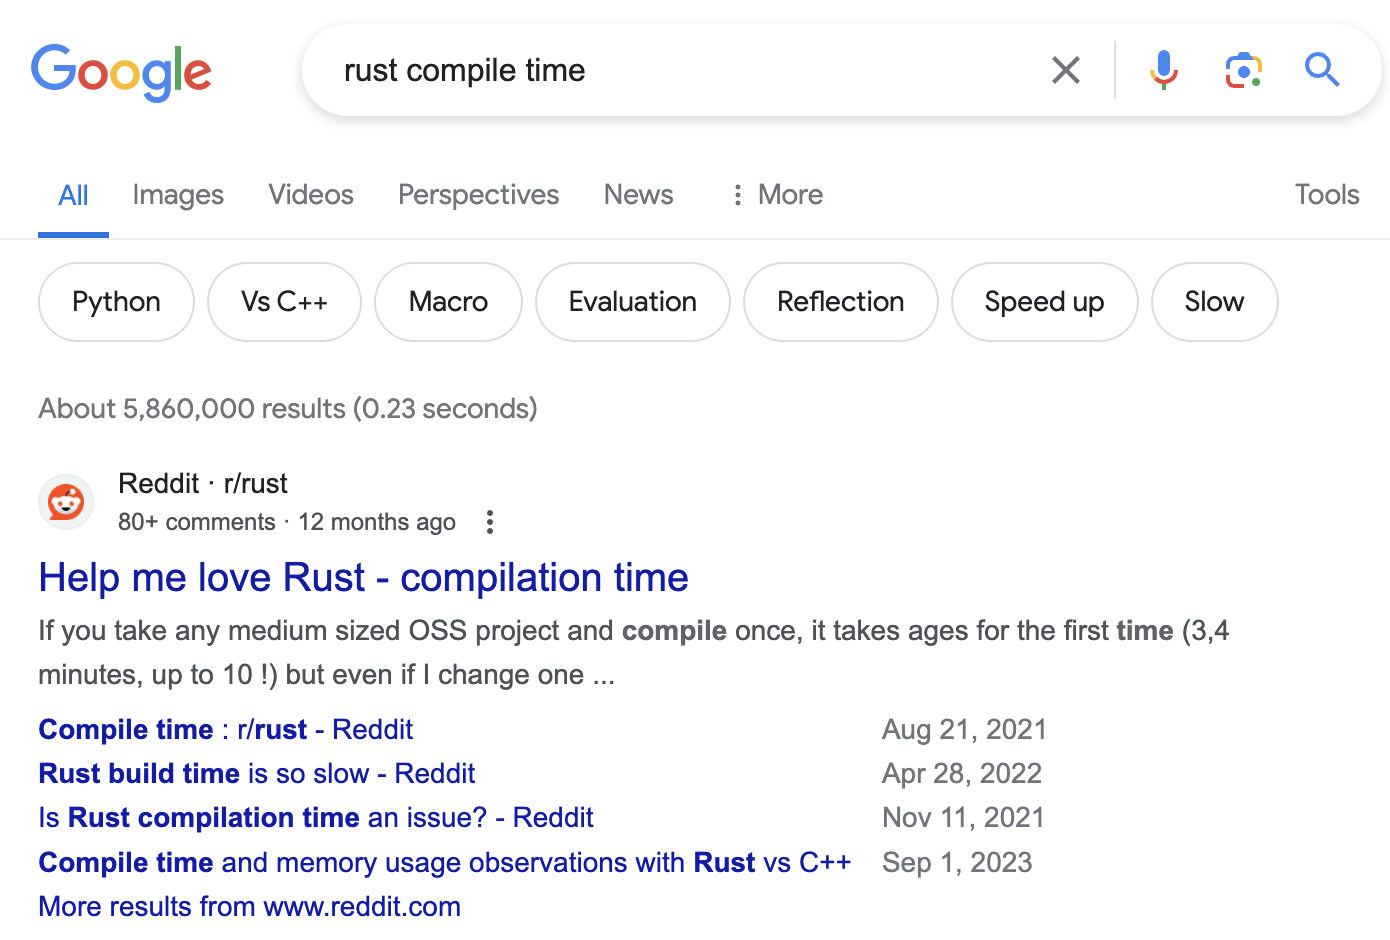 Google
rust compile time
All Images Videos Perspectives News More Tools
Python Vs C++ Macro Evaluation Reflection Speed up Slow
About 5,860,000 results (0.23 seconds)
Reddit · r/rust
80+ comments · 12 months ago
Help me love Rust - compilation time
If you take any medium sized OSS project and compile once, it takes ages for the first time (3,4
minutes, up to 10 !) but even if I change one ...
Compile time : r/rust - Reddit Aug 21, 2021
Rust build time is so slow - Reddit Apr 28, 2022
Is Rust compilation time an issue? - Reddit Nov 11, 2021
Compile time and memory usage observations with Rust vs C++ Sep 1, 2023
More results from www.reddit.com